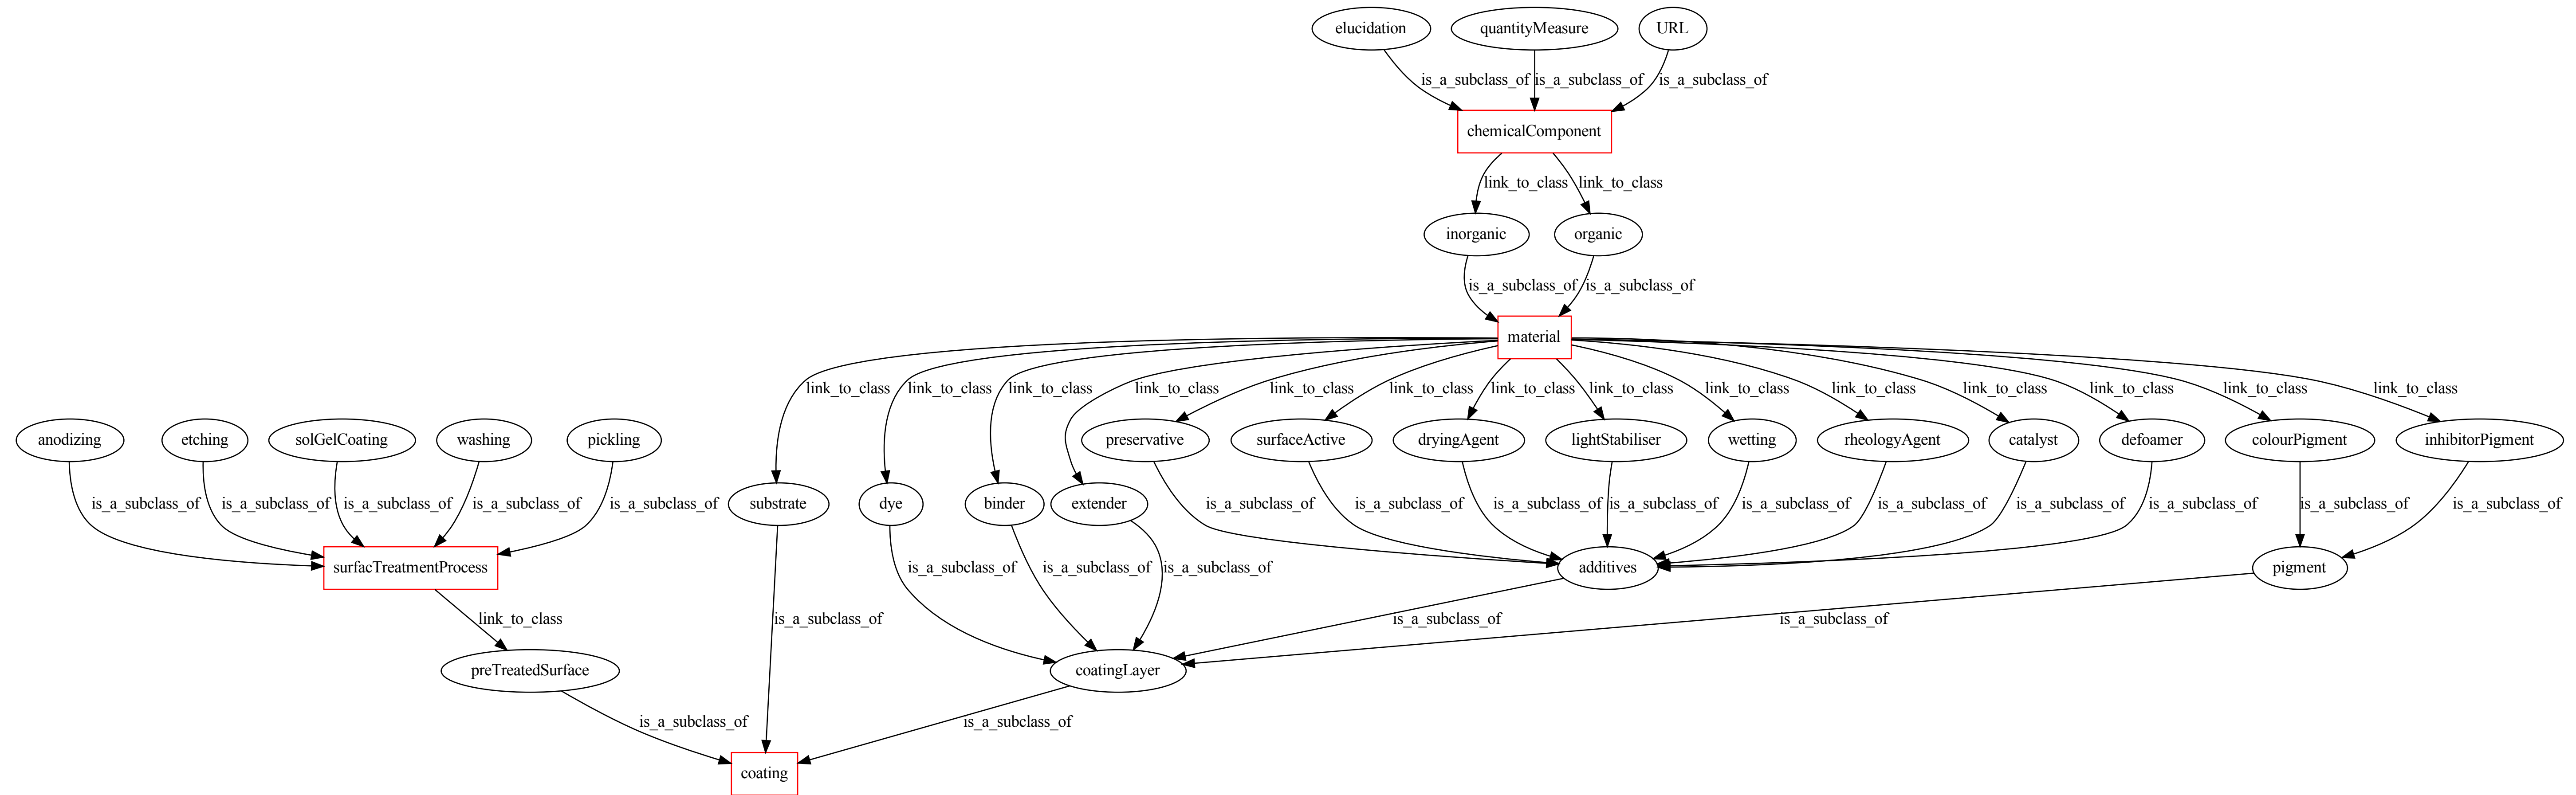 elucidation
quantityMeasure
URL
is_a_subclass_of
is_a_subclass_of
is_a_subclass_of
chemicalComponent
link_to_class
link_to_class
inorganic
organic
is_a_subclass_of
is_a_subclass_of
material
link_to_class
link_to_class
link_to_class
link_to_class
link_to_class
link_to_class
link_to_class
link_to_class
link_to_class
link_to_class
link_to_class
link_to_class
link_to_class
link_to_class
anodizing
etching
solGelCoating
washing
pickling
preservative
surfaceActive
dryingAgent
lightStabiliser
wetting
rheologyAgent
catalyst
defoamer
colourPigment
inhibitorPigment
is_a_subclass_of
is_a_subclass_of
is_a_subclass_of
is_a_subclass_of
is_a_subclass_of
substrate
dye
binder
extender
is_a_subclass_of
is_a_subclass_of
is_a_subclass_of
is_a_subclass_of
is_a_subclass_of
is_a_subclass_of
is_a_subclass_of
is_a_subclass_of
is_a_subclass_of
is_a_subclass_of
surfacTreatmentProcess
is_a_subclass_of
is_a_subclass_of
is_a_subclass_of
additives
pigment
link_to_class
is_a_subclass_of
is_a_subclass_of
is_a_subclass_of
preTreatedSurface
coatingLayer
is_a_subclass_of
is_a_subclass_of
coating